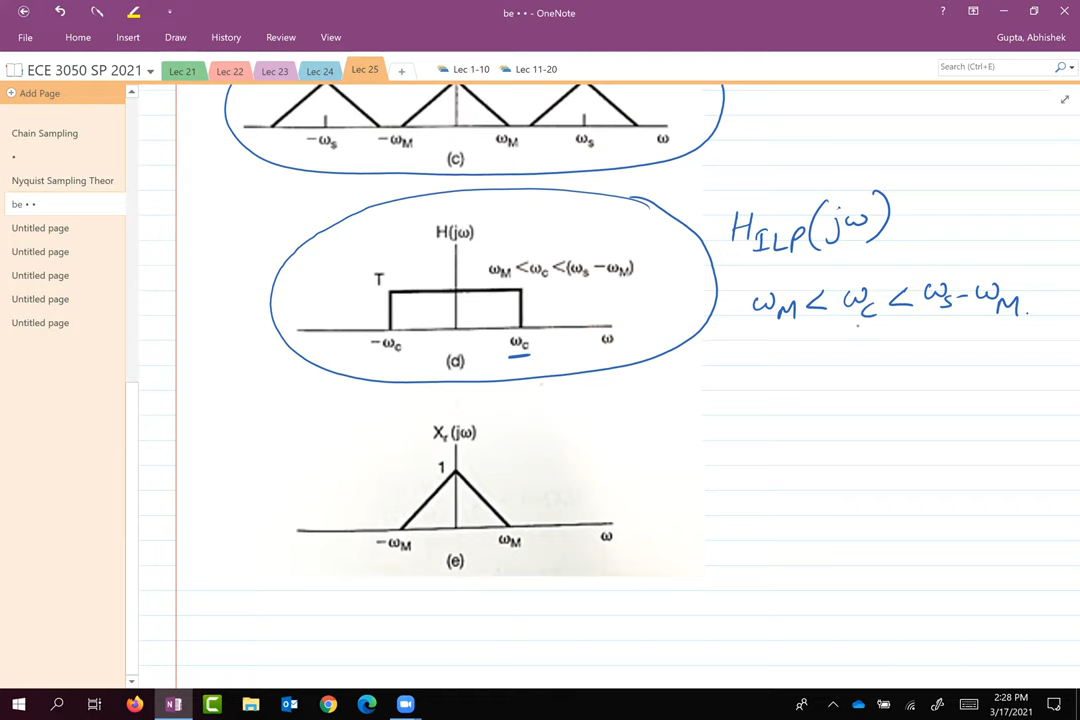 be • • - OneNote
Gupta, Abhishek
File Home Insert Draw History Review View
ECE 3050 SP 2021
Lec 21 Lec 22 Lec 23 Lec 24 Lec 25 + Lec 1-10 Lec 11-20
Search (Ctrl+E)
Add Page
Chain Sampling
•
Nyquist Sampling Theor
be • •
Untitled page
Untitled page
Untitled page
Untitled page
Untitled page
−ωs −ωM ωM ωs ω
(c)
H(jω)
T
ωM <ωc <(ωs −ωM)
−ωc ωc ω
(d)
Xr (jω)
1
−ωM ωM ω
(e)
HILP(jω)
ωM < ωc < ωs−ωM.
2:28 PM
3/17/2021